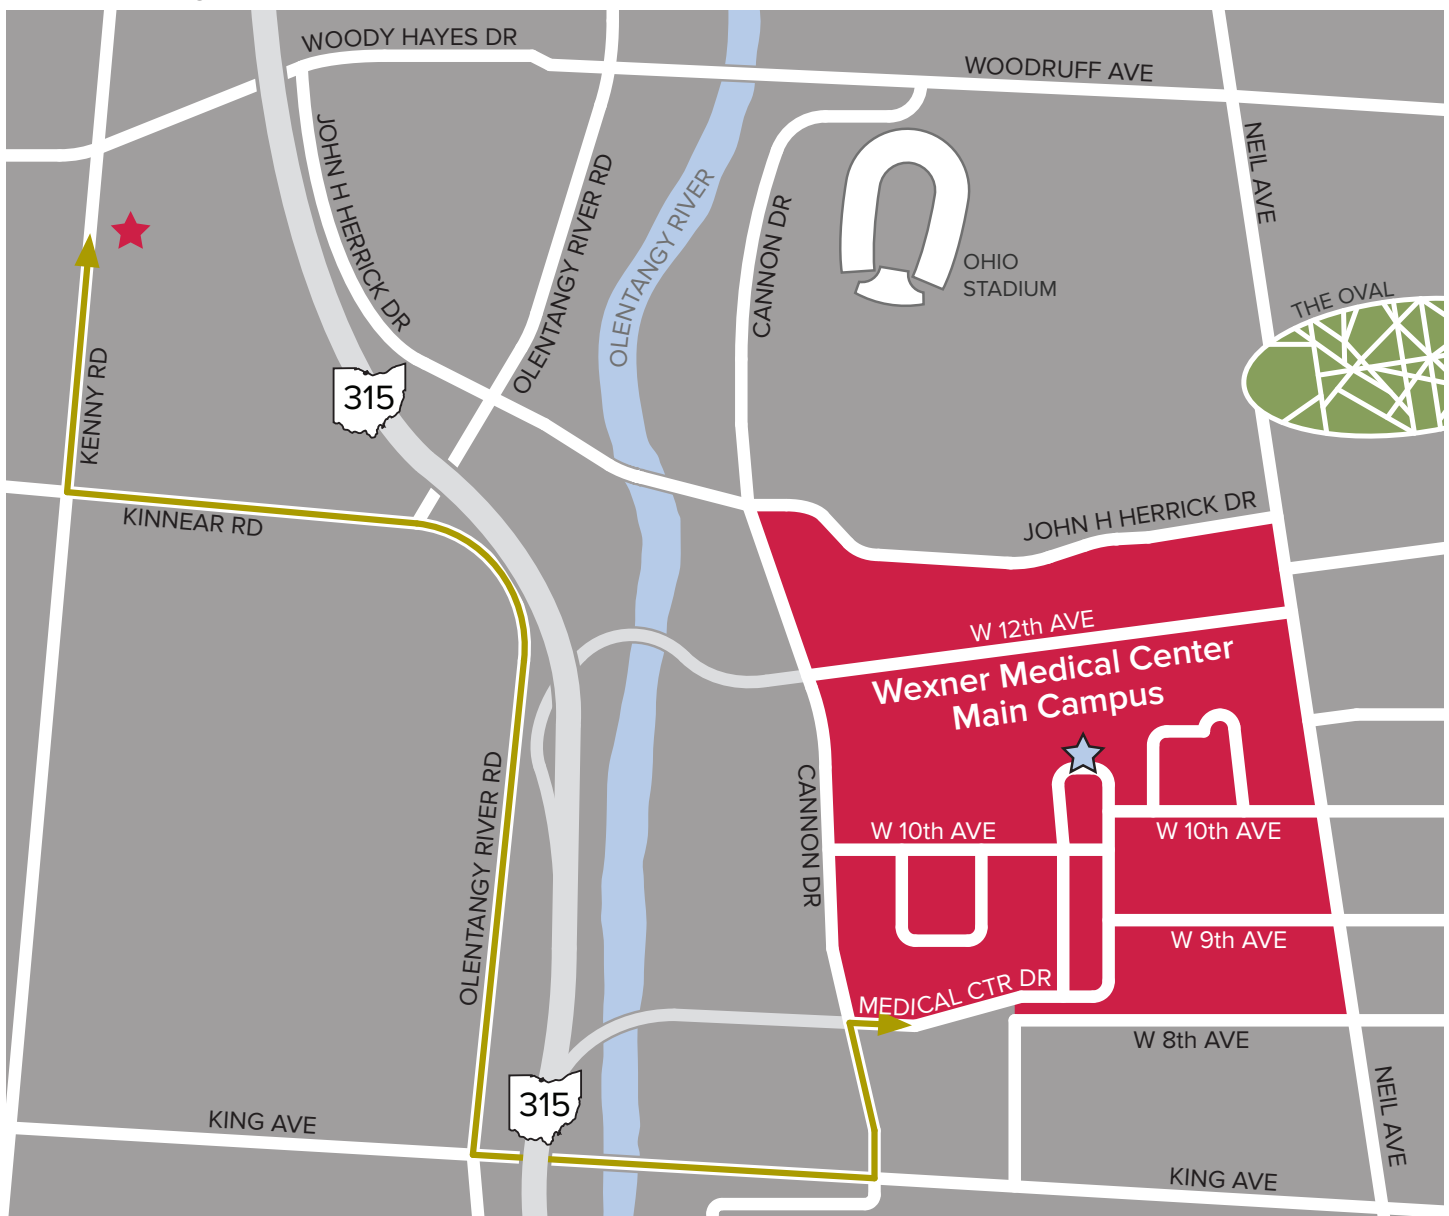 WOODY HAYES DR
WOODRUFF AVE
JOHN H HERRICK DR
OLENTANGY RIVER RD
OLENTANGY RIVER
CANNON DR
NEIL AVE
OHIO
STADIUM
THE OVAL
KENNY RD
315
KINNEAR RD
JOHN H HERRICK DR
W 12th AVE
Wexner Medical Center
Main Campus
OLENTANGY RIVER RD
CANNON DR
W 10th AVE
W 10th AVE
W 9th AVE
MEDICAL CTR DR
W 8th AVE
315
KING AVE
NEIL AVE
KING AVE